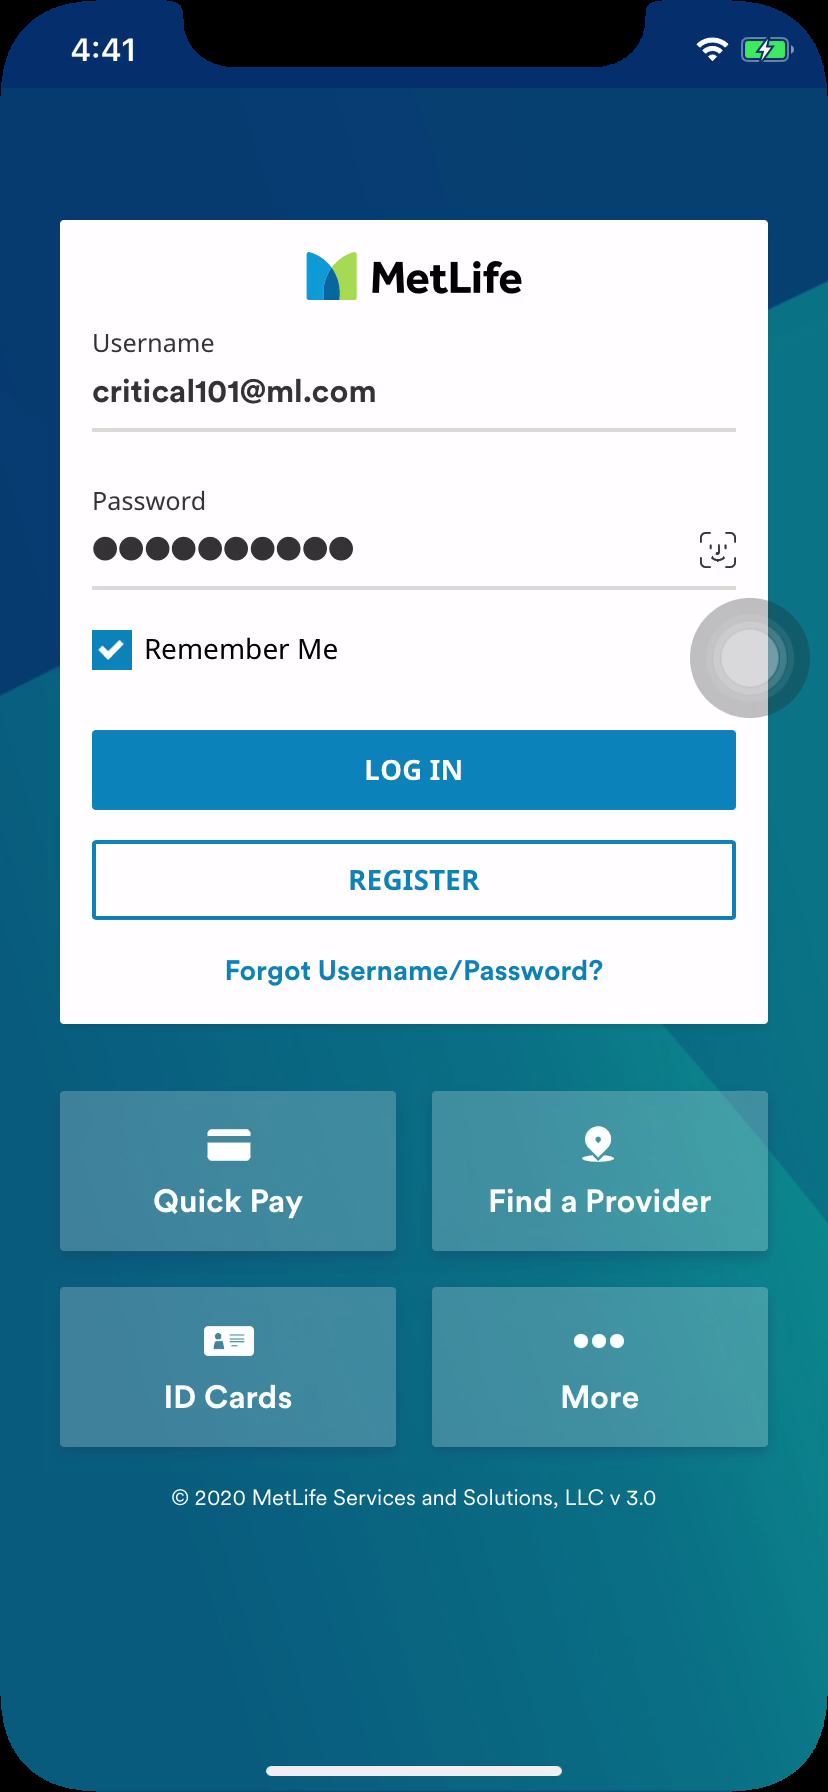 4:41
MetLife
Username
critical101@ml.com
Password
●●●●●●●●●●
Remember Me
LOG IN
REGISTER
Forgot Username/Password?
Quick Pay
Find a Provider
ID Cards
More
© 2020 MetLife Services and Solutions, LLC v 3.0